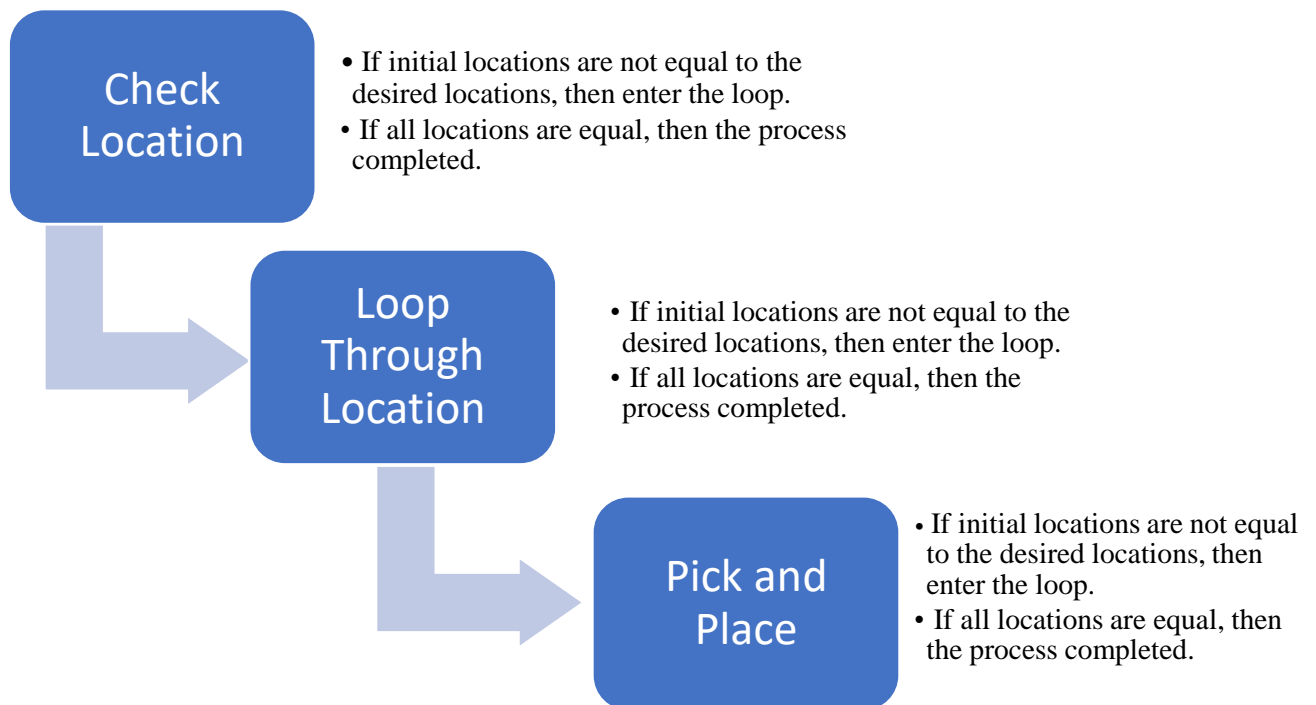 Check
Location
• If initial locations are not equal to the
desired locations, then enter the loop.
• If all locations are equal, then the process
completed.
Loop
Through
Location
• If initial locations are not equal to the
desired locations, then enter the loop.
• If all locations are equal, then the
process completed.
Pick and
Place
• If initial locations are not equal
to the desired locations, then
enter the loop.
• If all locations are equal, then
the process completed.